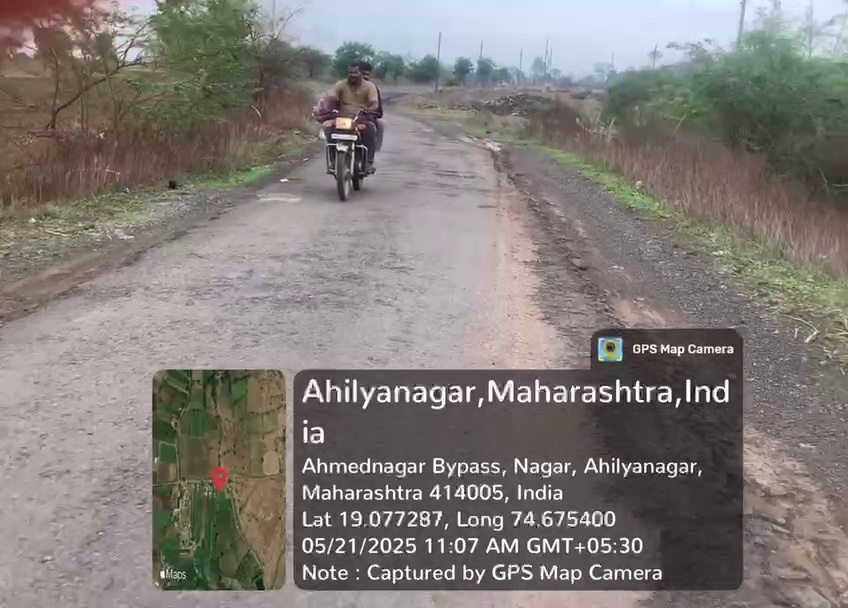 GPS Map Camera
Ahilyanagar,Maharashtra,Ind
ia
Ahmednagar Bypass, Nagar, Ahilyanagar,
Maharashtra 414005, India
Lat 19.077287, Long 74.675400
05/21/2025 11:07 AM GMT+05:30
Note : Captured by GPS Map Camera
Maps